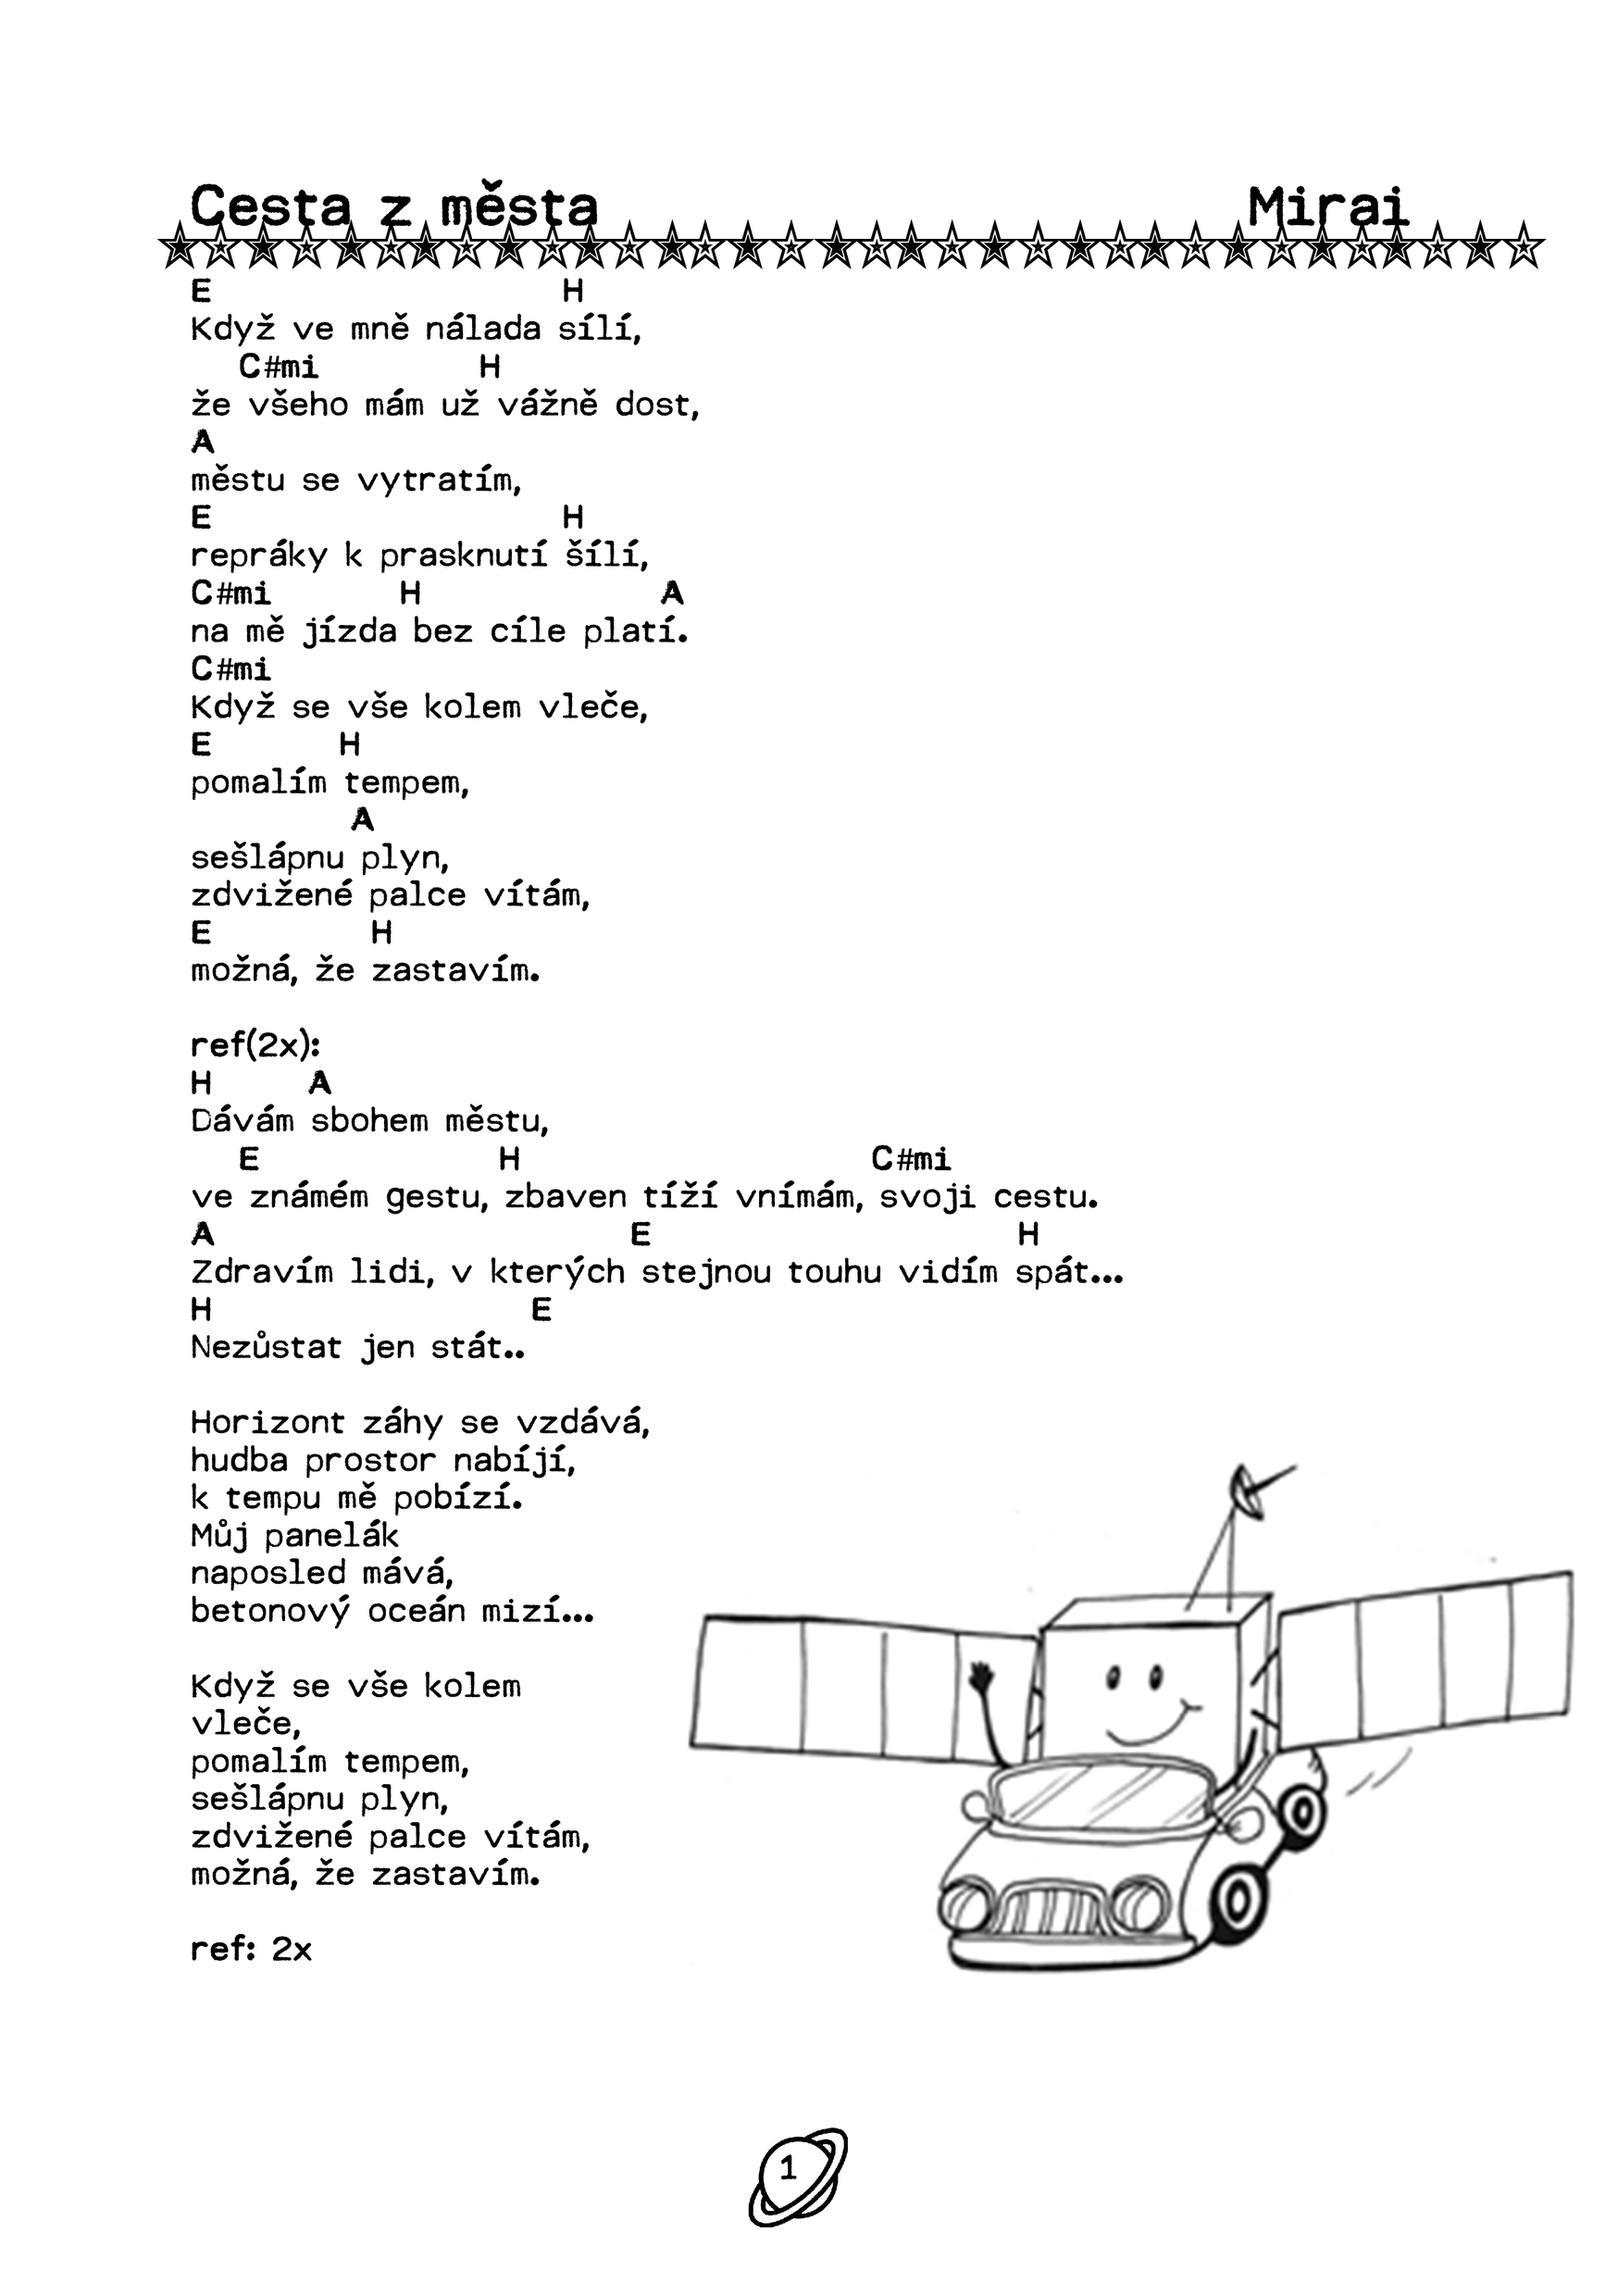 Cesta z města Mirai
E H
Když ve mně nálada sílí,
C#mi H
že všeho mám už vážně dost,
A
městu se vytratím,
E H
repráky k prasknutí šílí,
C#mi H A
na mě jízda bez cíle platí.
C#mi
Když se vše kolem vleče,
E H
pomalím tempem,
A
sešlápnu plyn,
zdvižené palce vítám,
E H
možná, že zastavím.
ref(2x):
H A
Dávám sbohem městu,
E H C#mi
ve známém gestu, zbaven tíží vnímám, svoji cestu.
A E H
Zdravím lidi, v kterých stejnou touhu vidím spát...
H E
Nezůstat jen stát..
Horizont záhy se vzdává,
hudba prostor nabíjí,
k tempu mě pobízí.
Můj panelák
naposled mává,
betonový oceán mizí...
Když se vše kolem
vleče,
pomalím tempem,
sešlápnu plyn,
zdvižené palce vítám,
možná, že zastavím.
ref: 2x
1